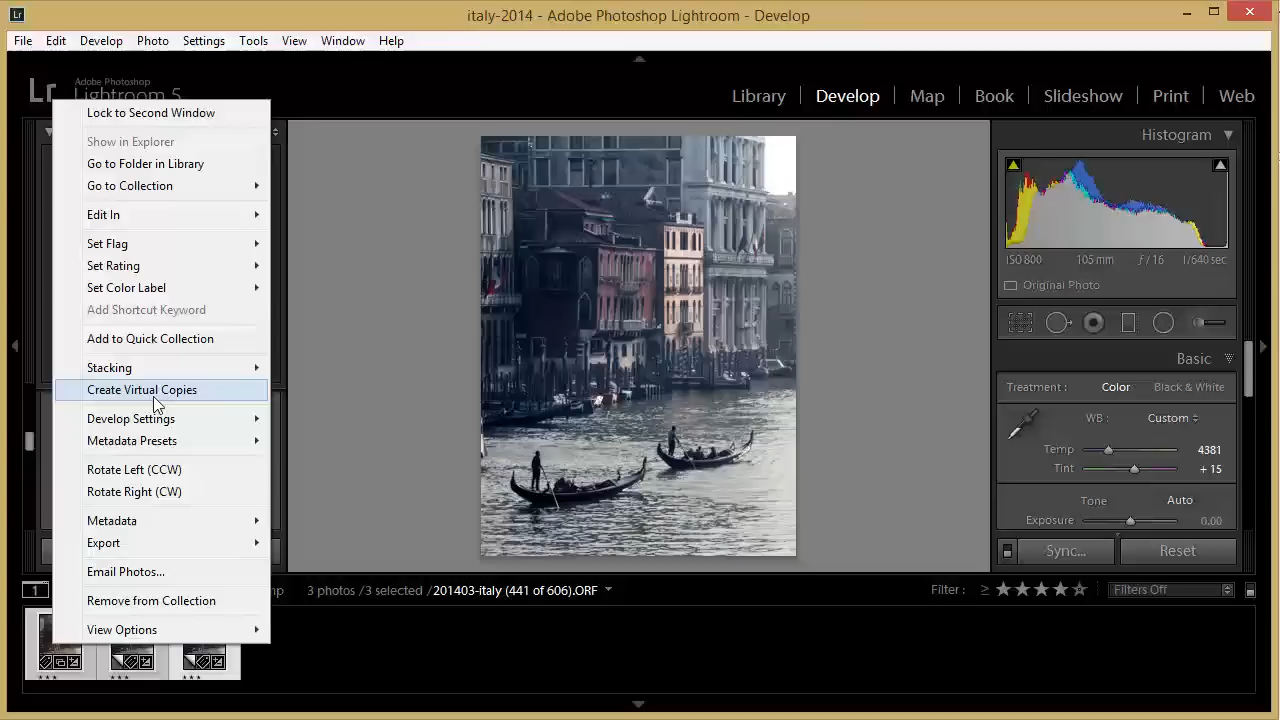 italy-2014 - Adobe Photoshop Lightroom - Develop
File Edit Develop Photo Settings Tools View Window Help
Lr Adobe Photoshop
Lightroom 5
Library Develop Map Book Slideshow Print Web
Lock to Second Window
Show in Explorer
Go to Folder in Library
Go to Collection
Edit In
Set Flag
Set Rating
Set Color Label
Add Shortcut Keyword
Add to Quick Collection
Stacking
Create Virtual Copies
Develop Settings
Metadata Presets
Rotate Left (CCW)
Rotate Right (CW)
Metadata
Export
Email Photos...
Remove from Collection
View Options
Histogram
ISO 800 105 mm ƒ / 16 1/640 sec
Original Photo
Basic
Treatment : Color Black & White
WB : Custom
Temp 4381
Tint + 15
Tone Auto
Exposure 0.00
Sync... Reset
1 3 photos /3 selected /201403-italy (441 of 606).ORF Filter : ≥ ★★★★★ Filters Off
★★★ ★★★ ★★★